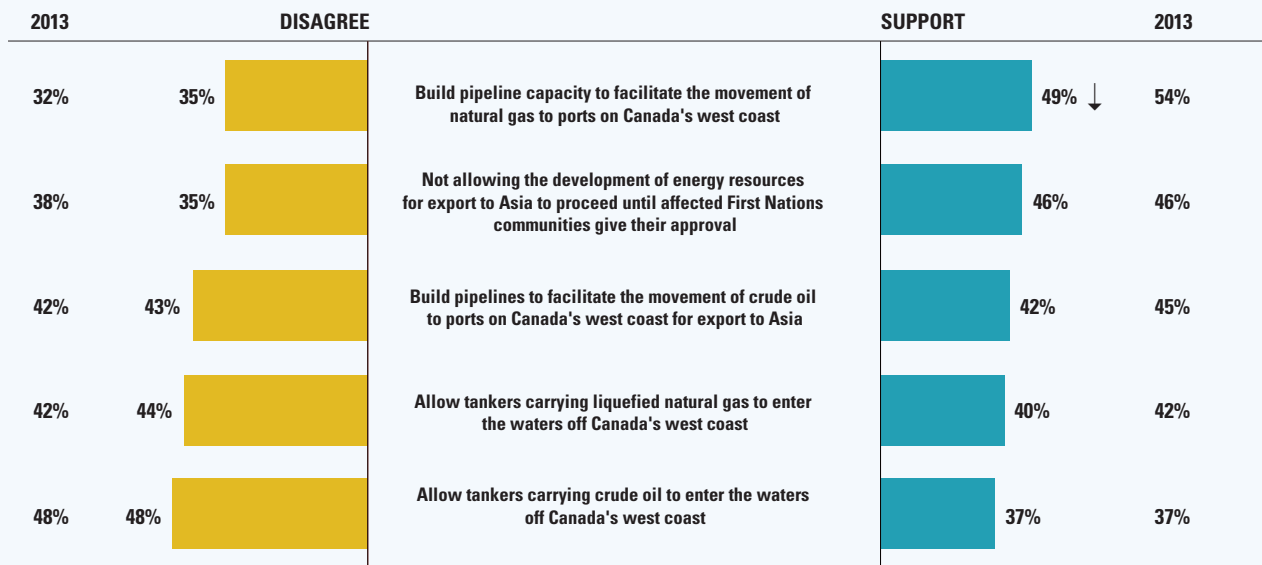 2013 DISAGREE SUPPORT 2013
32% 35% Build pipeline capacity to facilitate the movement of
natural gas to ports on Canada's west coast 49% ↓ 54%
38% 35% Not allowing the development of energy resources
for export to Asia to proceed until affected First Nations
communities give their approval 46% 46%
42% 43% Build pipelines to facilitate the movement of crude oil
to ports on Canada's west coast for export to Asia 42% 45%
42% 44% Allow tankers carrying liquefied natural gas to enter
the waters off Canada's west coast 40% 42%
48% 48% Allow tankers carrying crude oil to enter the waters
off Canada's west coast 37% 37%